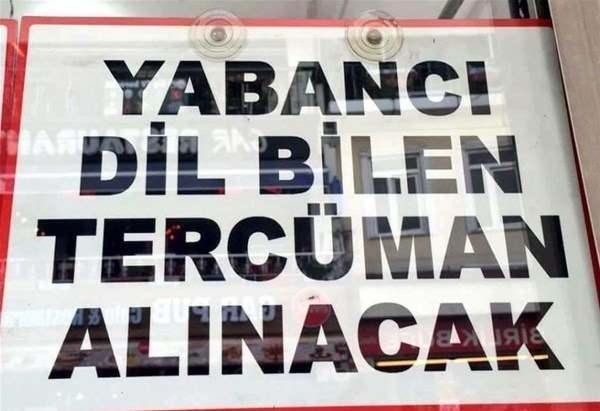 YABANCI
DİL BİLEN
TERCÜMAN
ALINACAK